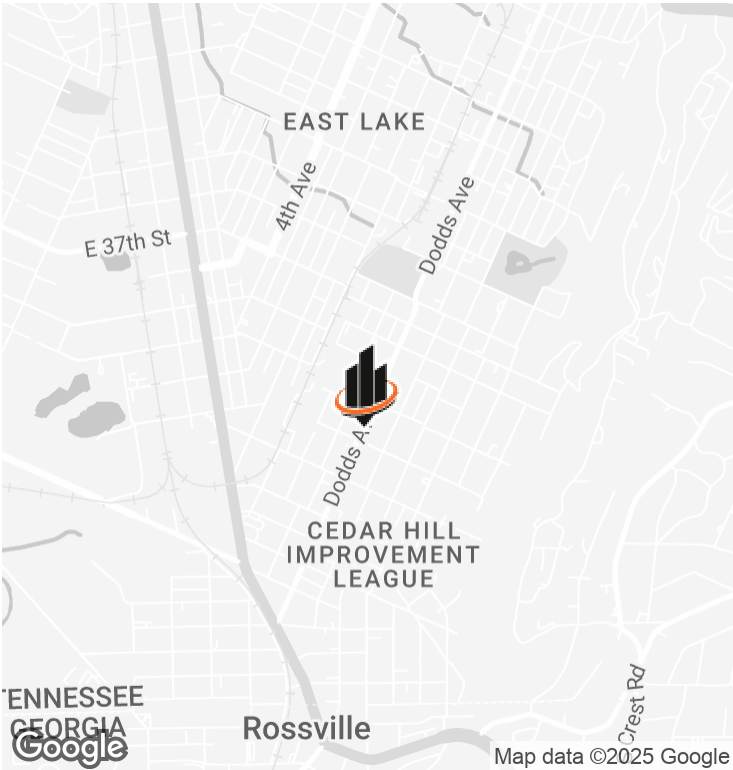 EAST LAKE
4th Ave
Dodds Ave
E 37th St
Dodds A
CEDAR HILL
IMPROVEMENT
LEAGUE
TENNESSEE
GEORGIA
Rossville
Crest Rd
Google
Map data ©2025 Google